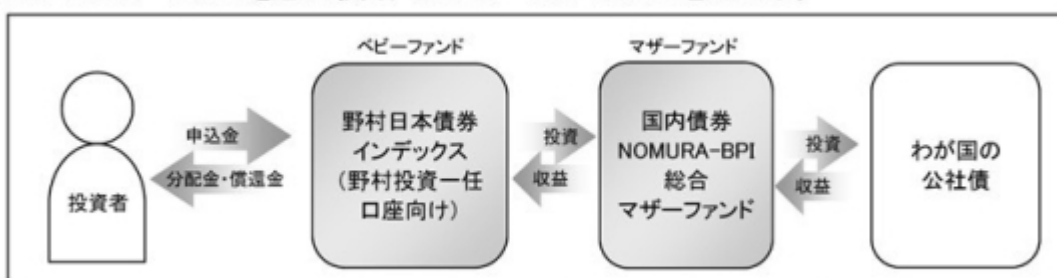 ベビーファンド
マザーファンド
投資者
申込金
分配金・償還金
野村日本債券
インデックス
(野村投資一任
口座向け)
投資
収益
国内債券
NOMURA-BPI
総合
マザーファンド
投資
収益
わが国の
公社債